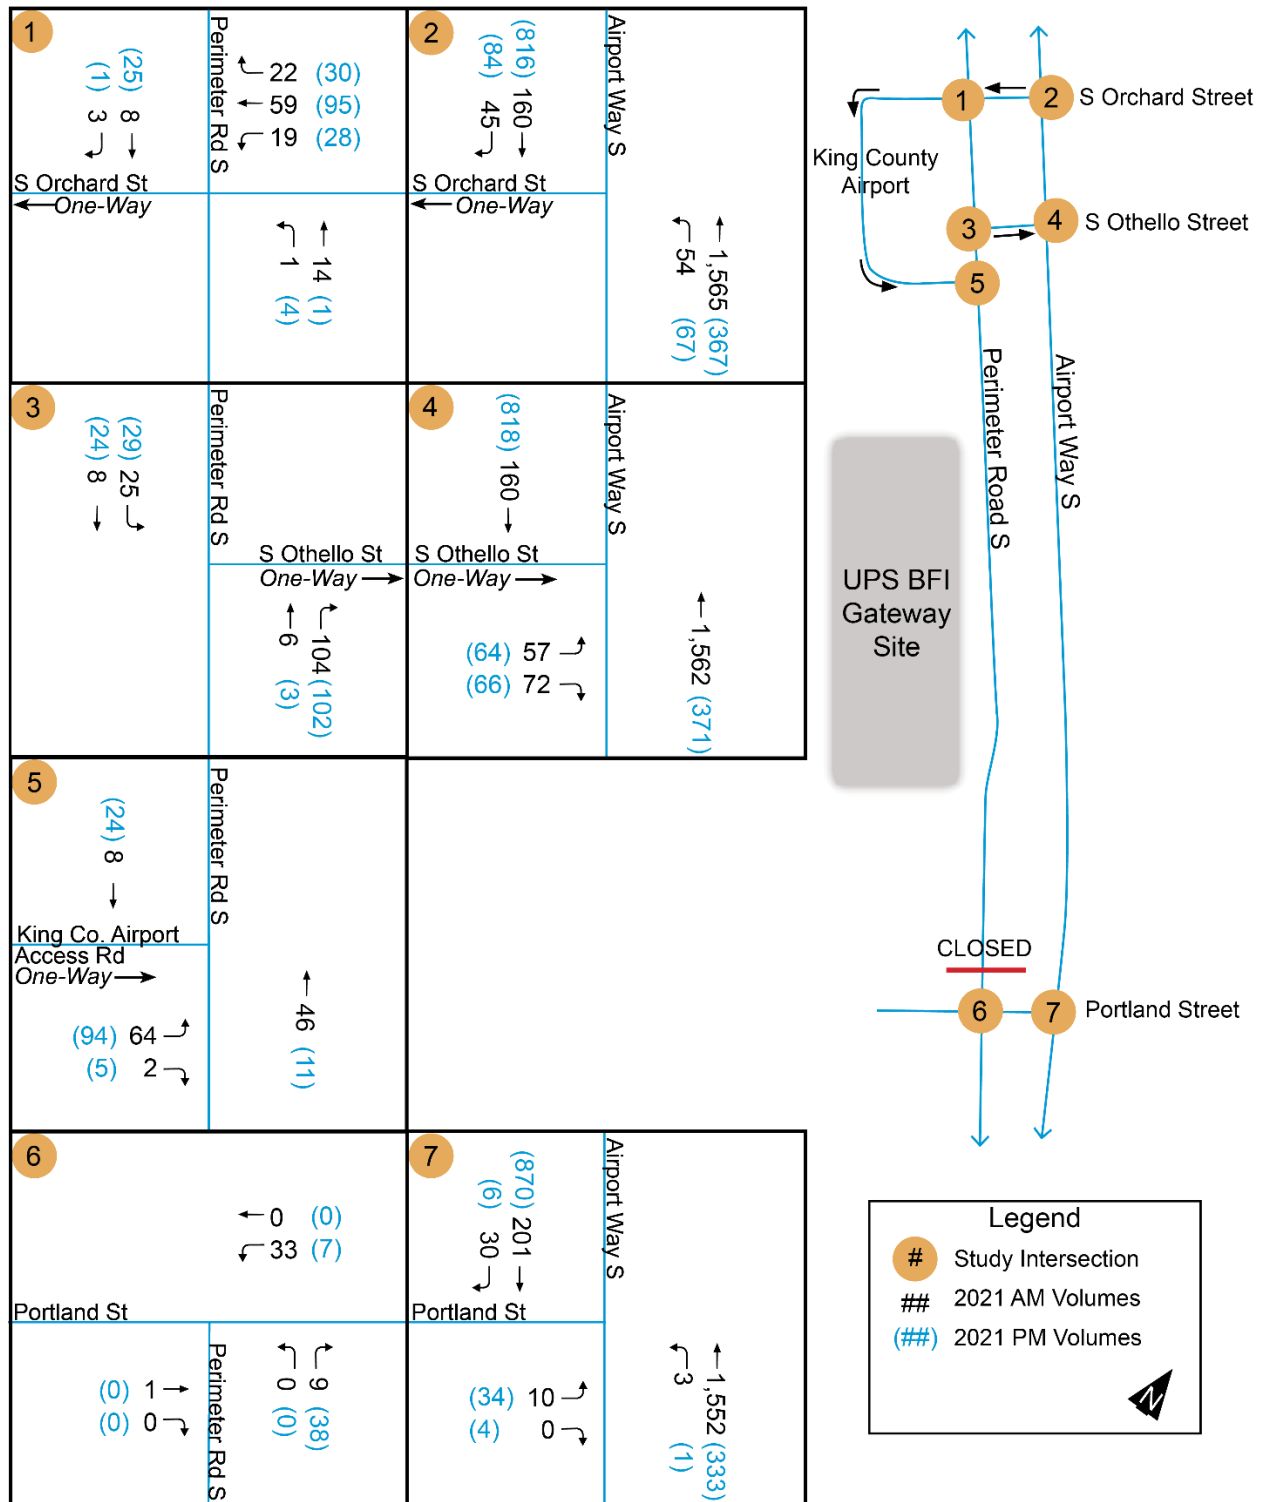 1
(25)
(1)
8
3
Perimeter Rd S
22 (30)
59 (95)
19 (28)
S Orchard St
One-Way
14 (1)
1 (4)
2
(816)
(84)
160
45
Airport Way S
S Orchard St
One-Way
1,565 (367)
54 (67)
3
(29) 25
(24) 8
Perimeter Rd S
S Othello St
One-Way
104 (102)
6 (3)
4
(818) 160
Airport Way S
S Othello St
One-Way
(64) 57
(66) 72
1,562 (371)
5
(24) 8
Perimeter Rd S
King Co. Airport
Access Rd
One-Way
(94) 64
(5) 2
46 (11)
6
0 (0)
33 (7)
Portland St
(0) 1
(0) 0
Perimeter Rd S
9 (38)
0 (0)
7
(870) 201
(6) 30
Airport Way S
Portland St
(34) 10
(4) 0
1,552 (333)
3 (1)
1
2
S Orchard Street
King County
Airport
3
4
S Othello Street
5
Perimeter Road S
Airport Way S
UPS BFI
Gateway
Site
CLOSED
6
7
Portland Street
Legend
# Study Intersection
## 2021 AM Volumes
(##) 2021 PM Volumes
N